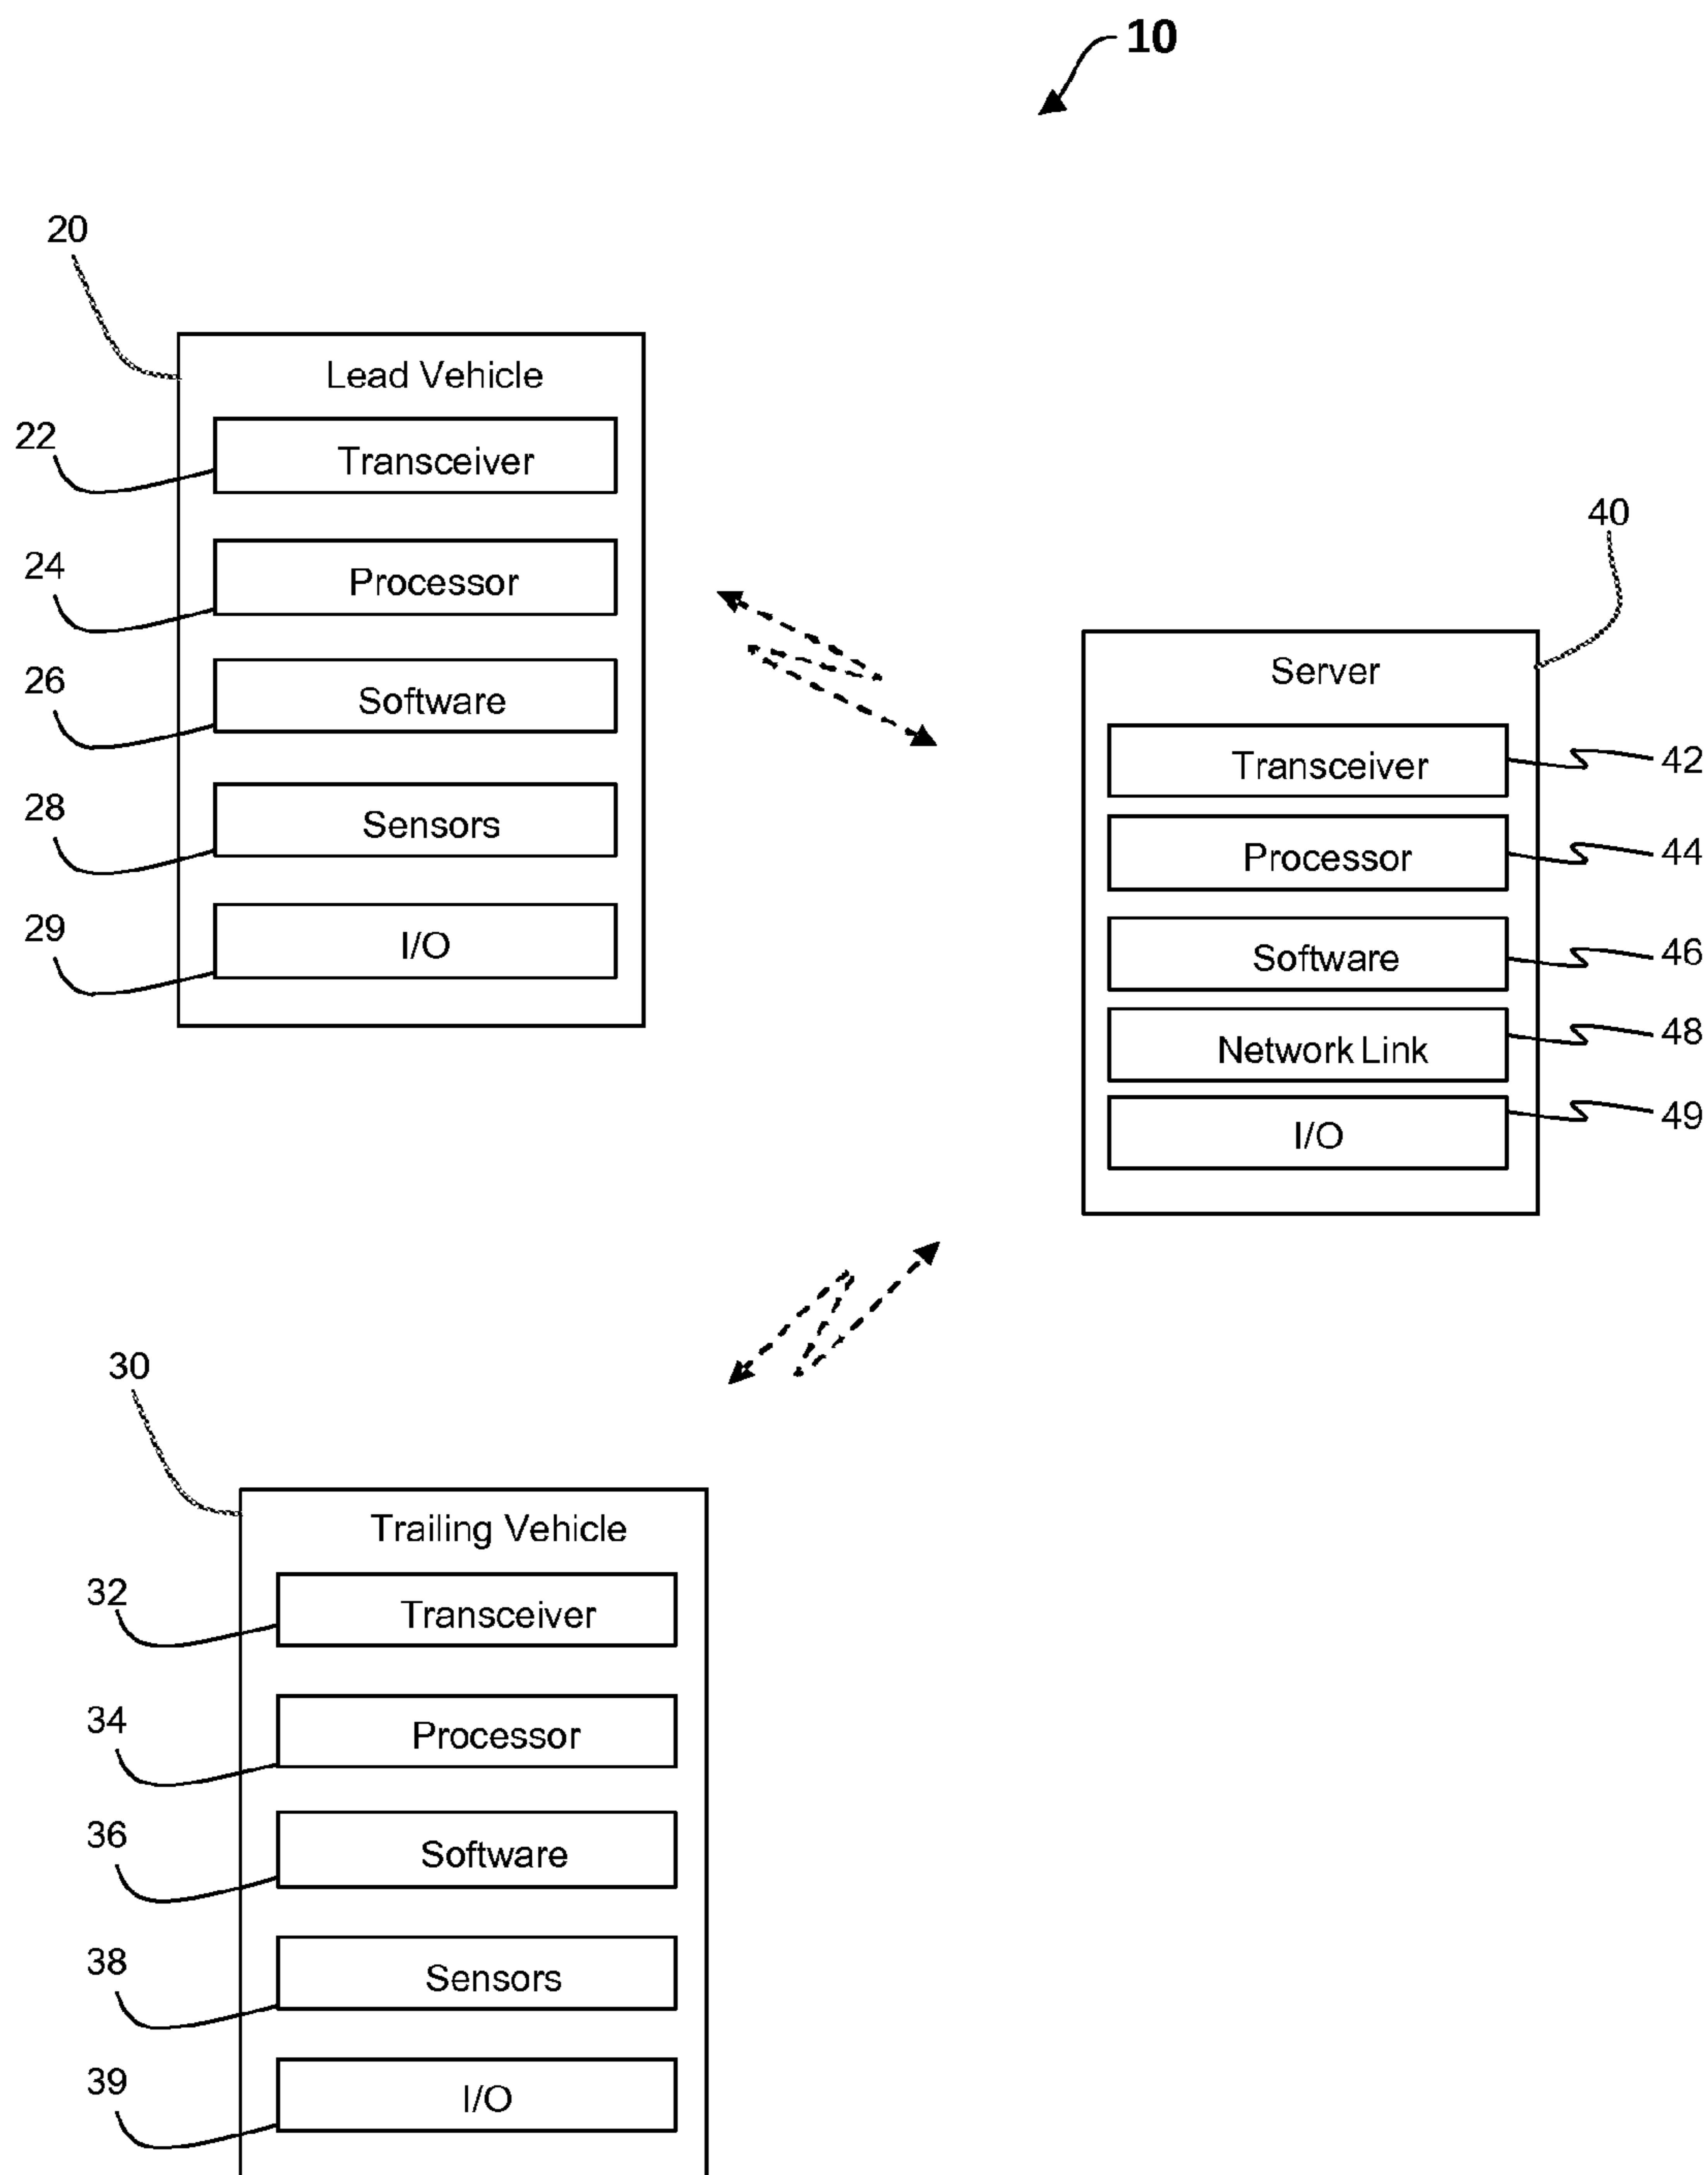 10
20
Lead Vehicle
22
Transceiver
24
Processor
26
Software
28
Sensors
29
I/O
40
Server
Transceiver
42
Processor
44
Software
46
Network Link
48
I/O
49
30
Trailing Vehicle
32
Transceiver
34
Processor
36
Software
38
Sensors
39
I/O